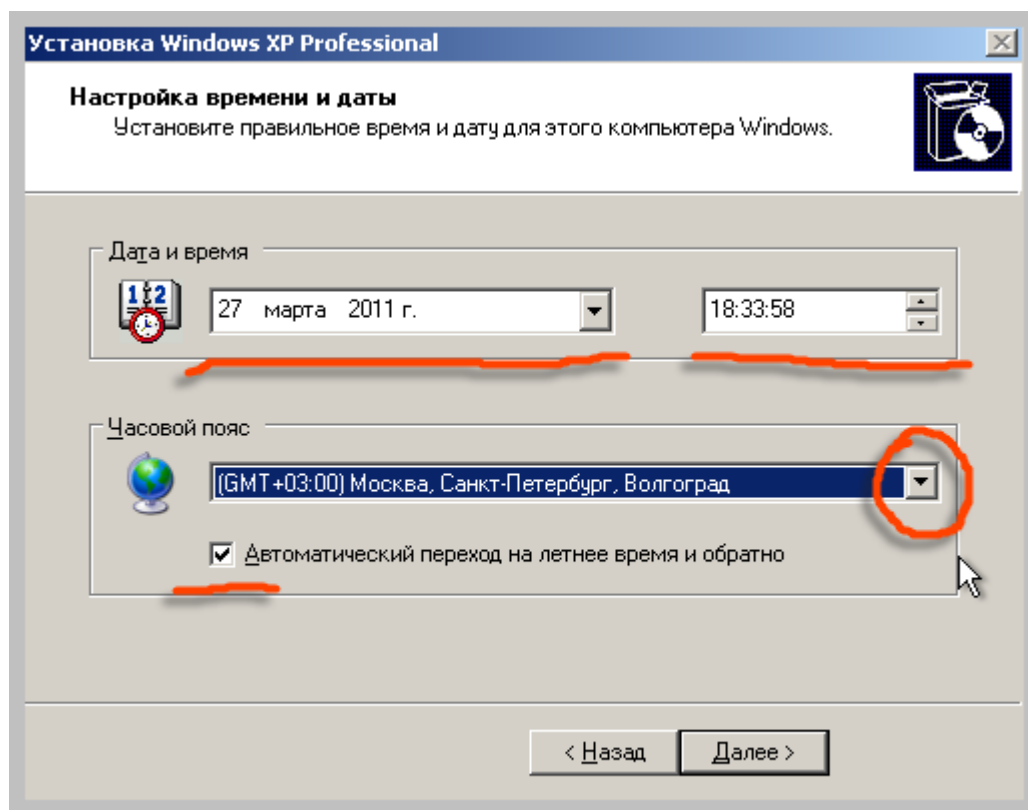 Установка Windows XP Professional
Настройка времени и даты
Установите правильное время и дату для этого компьютера Windows.
Дата и время
12
27 марта 2011 г.
18:33:58
Часовой пояс
(GMT+03:00) Москва, Санкт-Петербург, Волгоград
Автоматический переход на летнее время и обратно
< Назад
Далее >